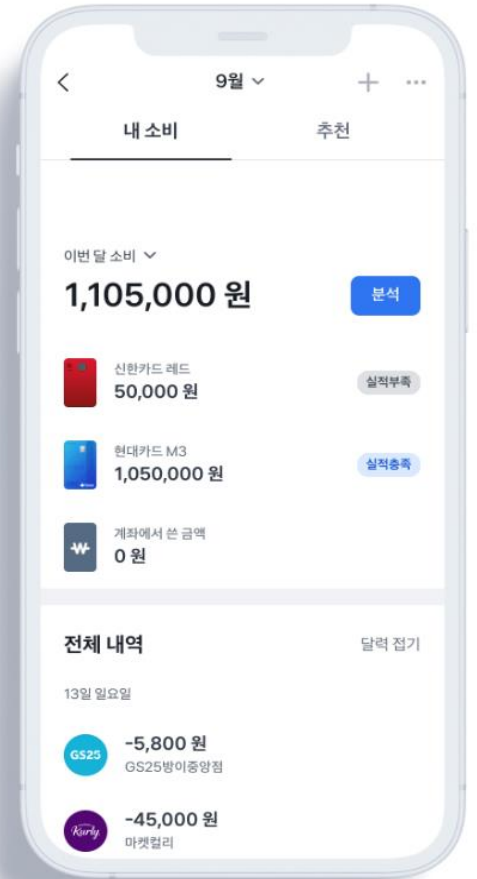 9월
내 소비
추천
이번 달 소비
1,105,000 원
분석
신한카드 레드
50,000 원
실적부족
현대카드 M3
1,050,000 원
실적충족
계좌에서 쓴 금액
₩
0 원
전체 내역
달력 접기
13일 일요일
GS25
-5,800 원
GS25방이중앙점
Kurly
-45,000 원
마켓컬리